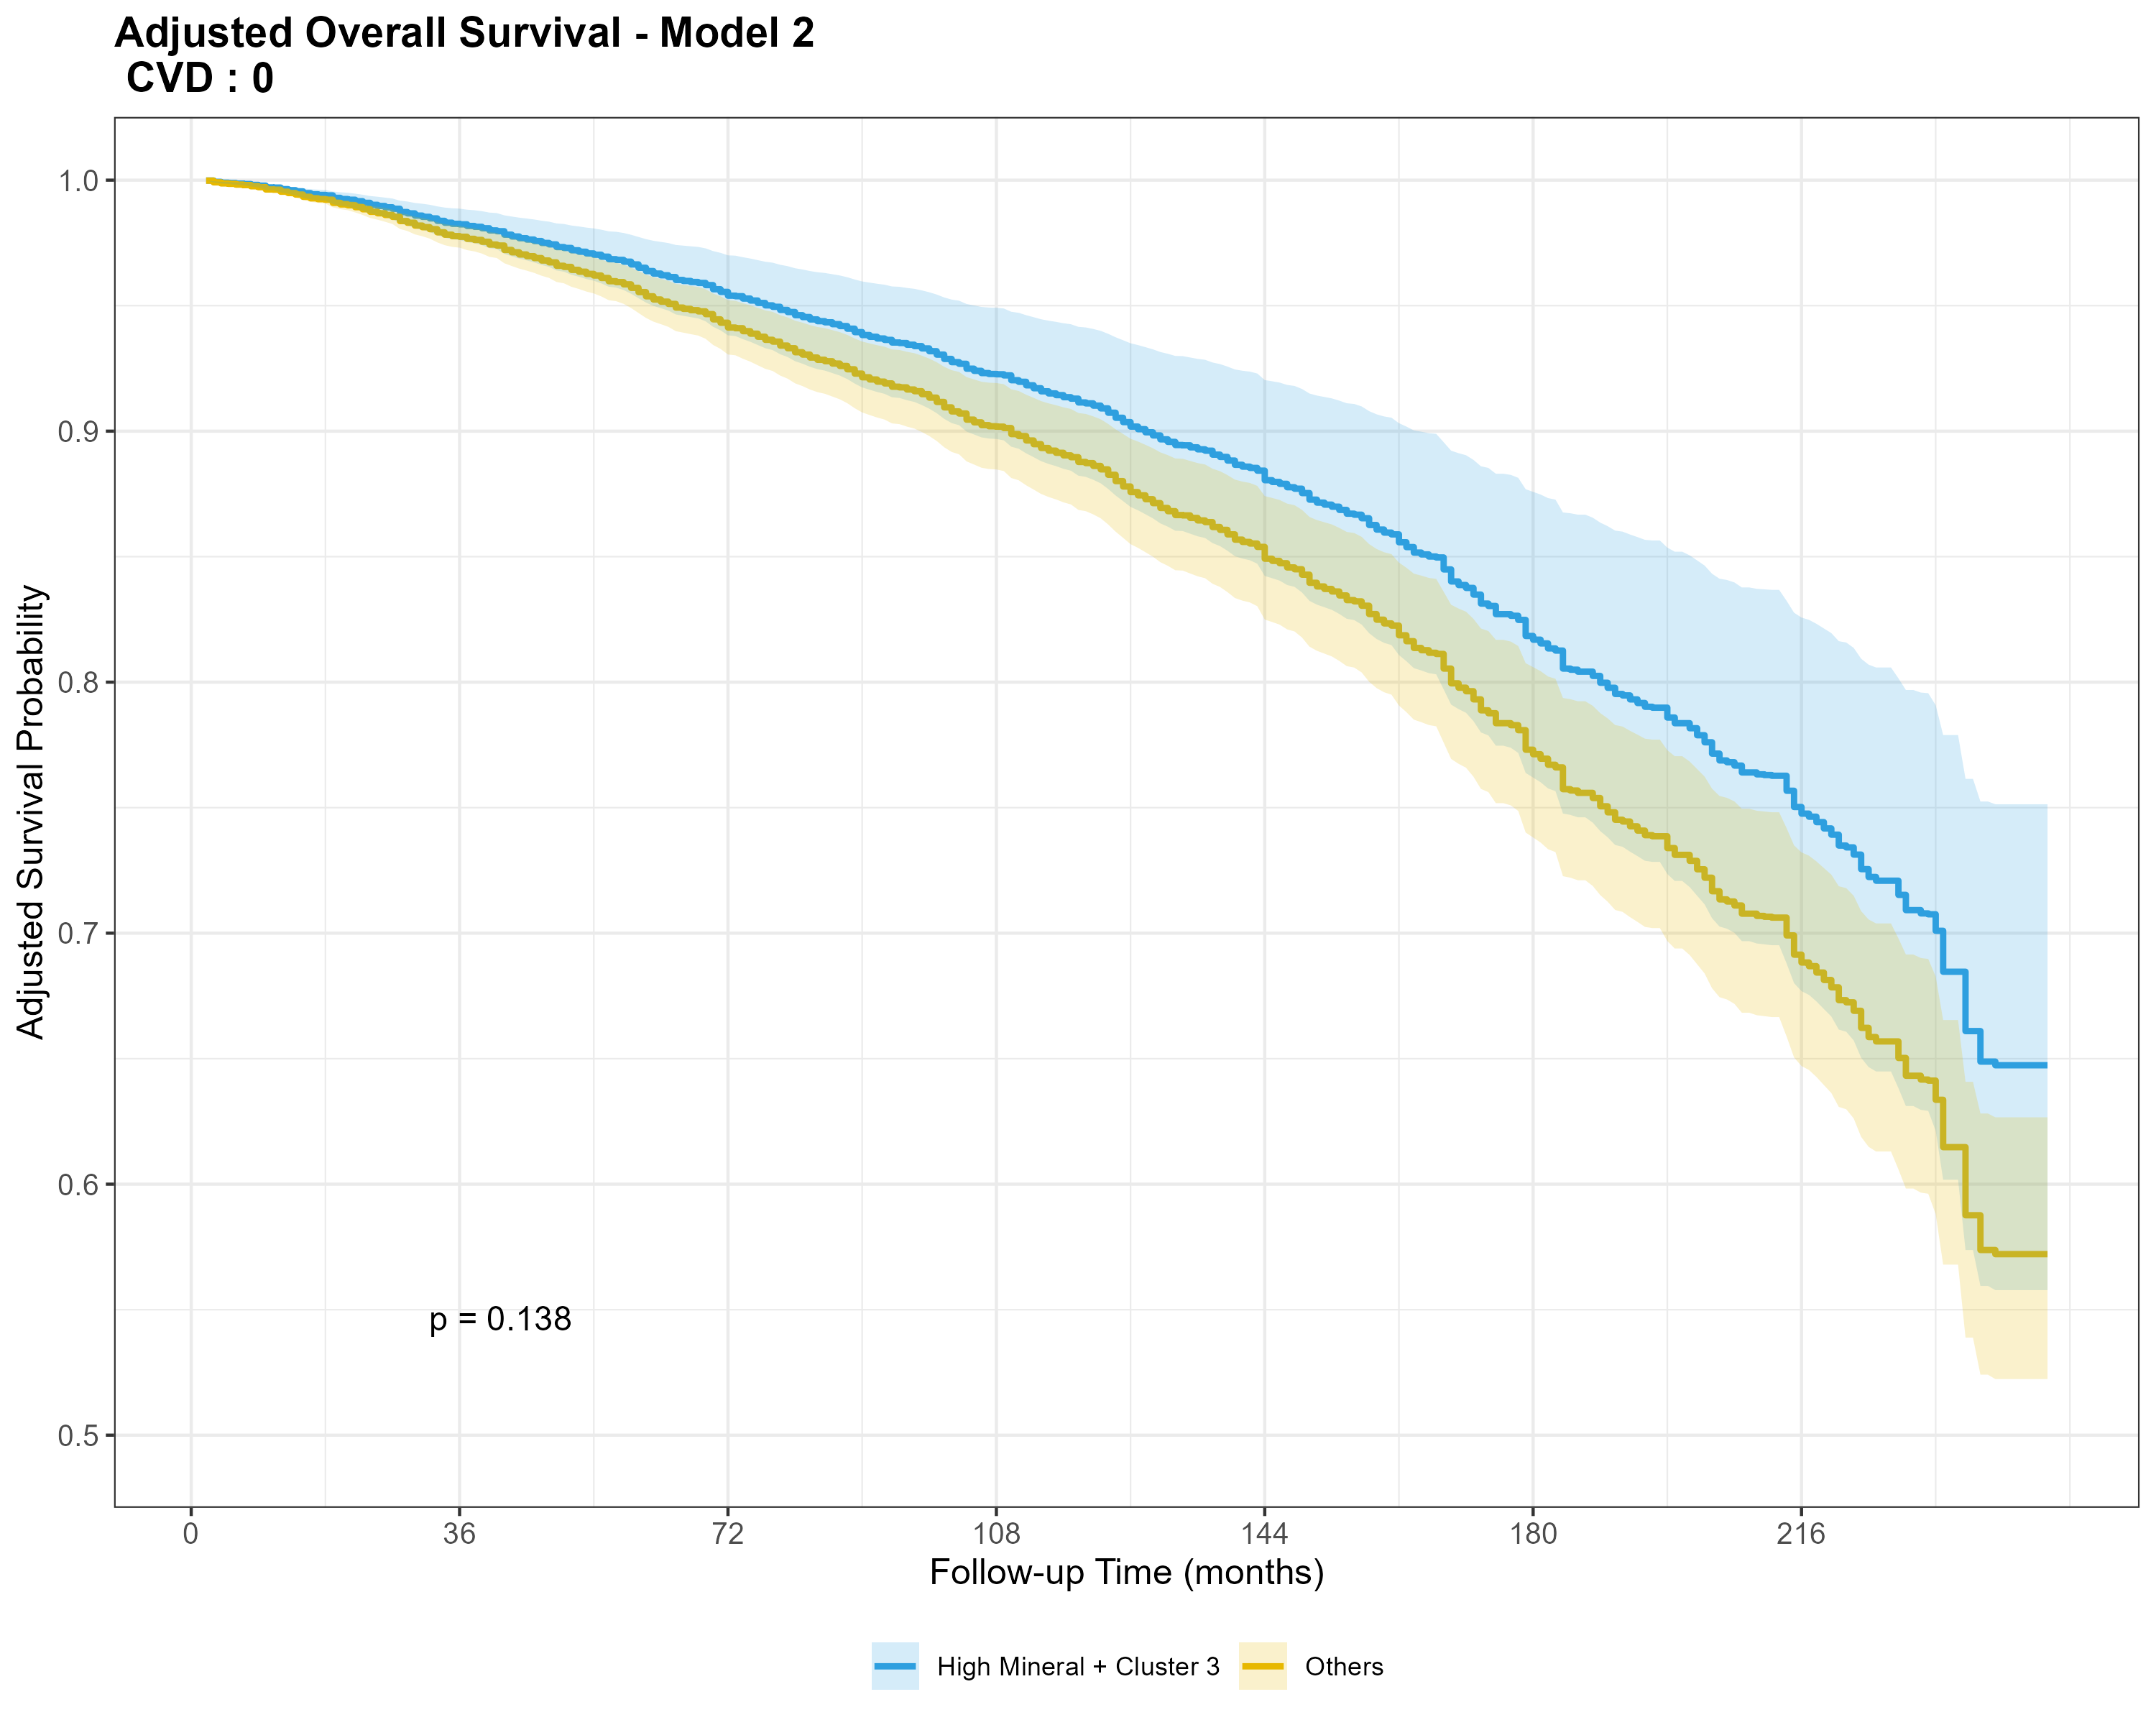 Adjusted Overall Survival - Model 2
CVD : 0
Adjusted Survival Probability
1.0
0.9
0.8
0.7
0.6
0.5
p = 0.138
0 36 72 108 144 180 216
Follow-up Time (months)
High Mineral + Cluster 3 Others